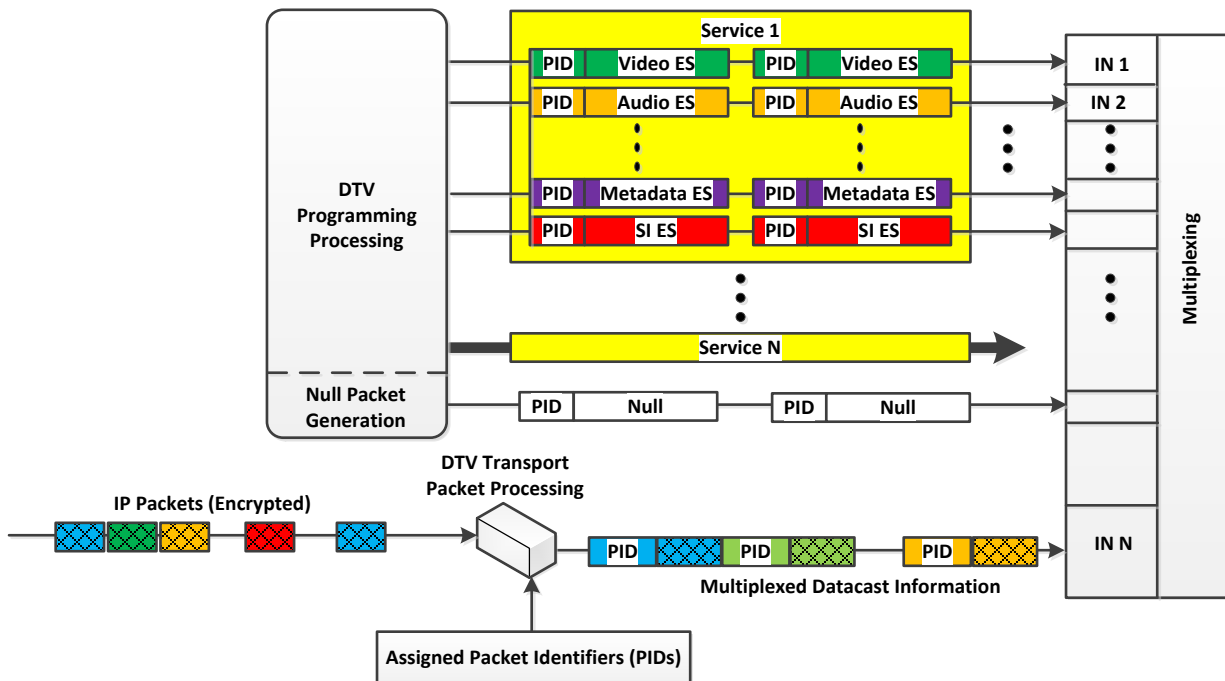 Service 1
PID Video ES PID Video ES
IN 1
PID Audio ES PID Audio ES
IN 2
DTV
Programming
Processing
PID Metadata ES PID Metadata ES
PID SI ES PID SI ES
Multiplexing
Service N
Null Packet
Generation
PID Null PID Null
DTV Transport
Packet Processing
IP Packets (Encrypted)
PID PID PID
IN N
Multiplexed Datacast Information
Assigned Packet Identifiers (PIDs)